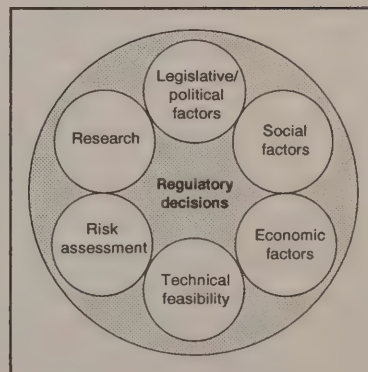 Legislative/
political
factors
Research
Social
factors
Regulatory
decisions
Risk
assessment
Economic
factors
Technical
feasibility